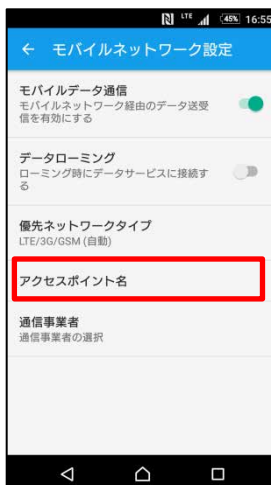 LTE 45% 16:55
← モバイルネットワーク設定
モバイルデータ通信
モバイルネットワーク経由のデータ送受
信を有効にする
データローミング
ローミング時にデータサービスに接続す
る
優先ネットワークタイプ
LTE/3G/GSM (自動)
アクセスポイント名
通信事業者
通信事業者の選択